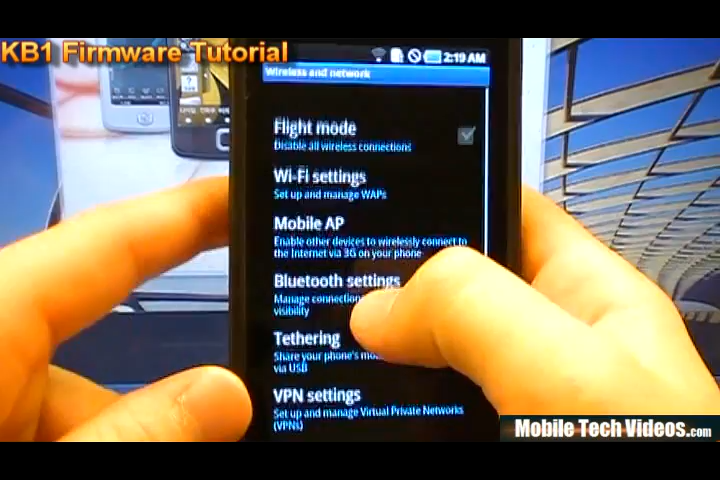 KB1 Firmware Tutorial
2:19 AM
Wireless and network
Flight mode
Disable all wireless connections
Wi-Fi settings
Set up and manage WAPs
Mobile AP
Enable other devices to wirelessly connect to
the Internet via 3G on your phone
Bluetooth settings
Manage connection
visibility
Tethering
Share your phone's
via USB
VPN settings
Set up and manage Virtual Private Networks
(VPNs)
Mobile Tech Videos.com